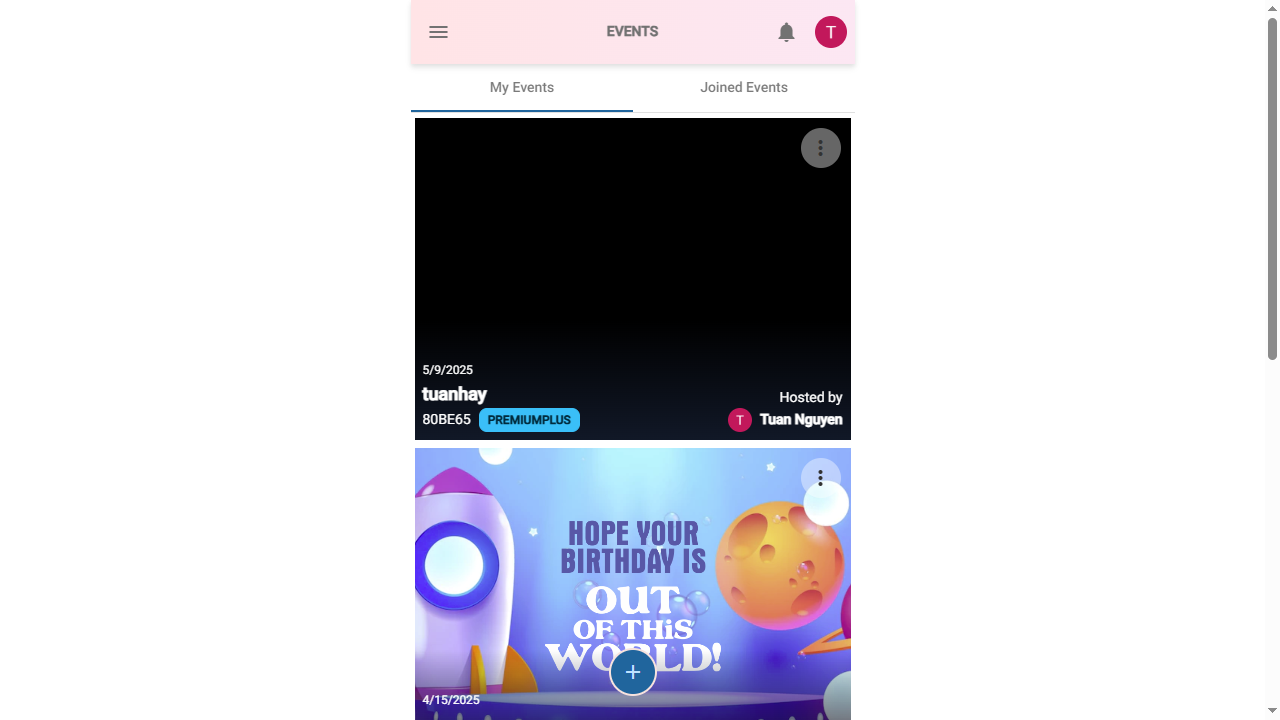 EVENTS
T
My Events
Joined Events
5/9/2025
tuanhay
Hosted by
80BE65
PREMIUMPLUS
T
Tuan Nguyen
HOPE YOUR
BIRTHDAY IS
OUT
OF THiS
WORLD!
4/15/2025